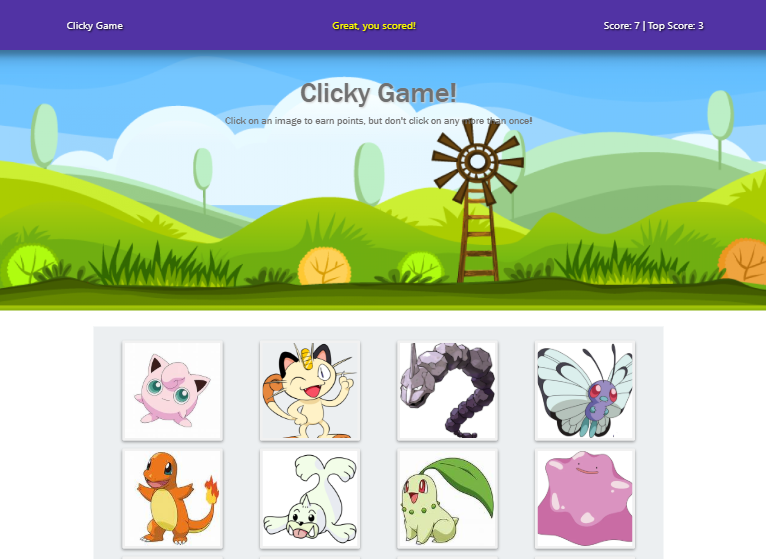 Clicky Game
Great, you scored!
Score: 7 | Top Score: 3
Clicky Game!
Click on an image to earn points, but don't click on any more than once!